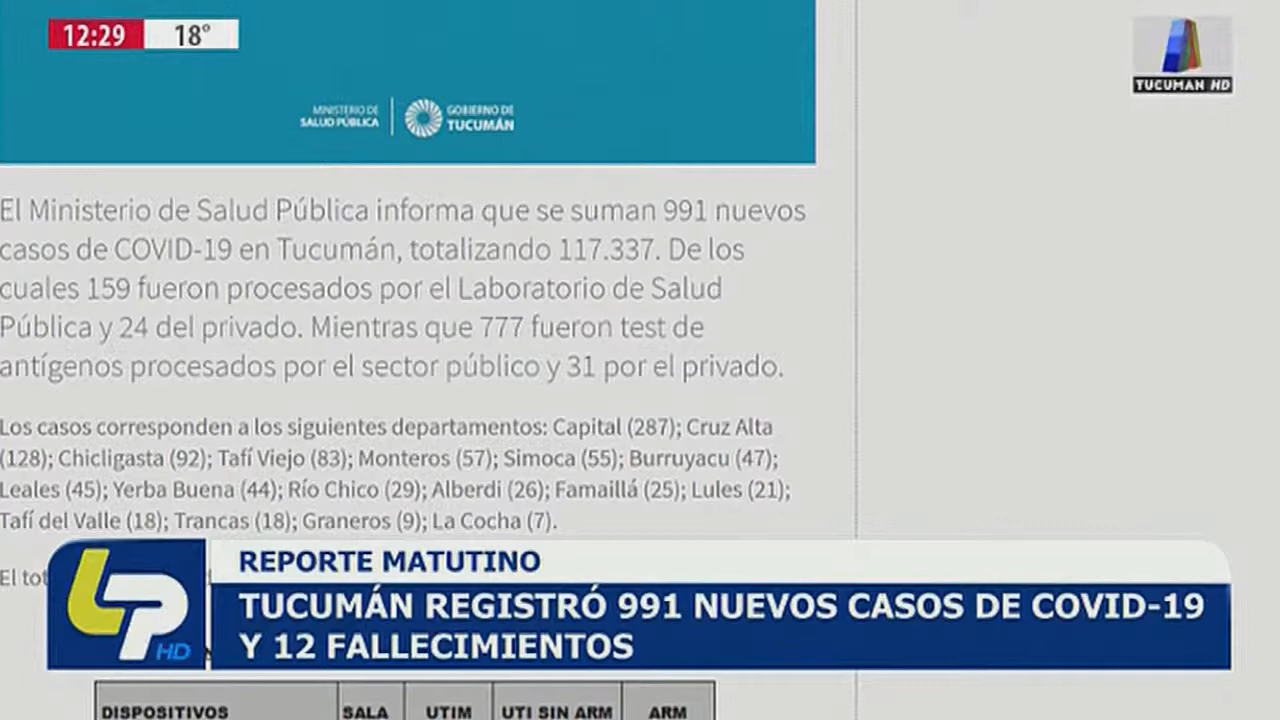 12:29 18°
TUCUMAN HD
MINISTERIO DE
SALUD PÚBLICA
GOBIERNO DE
TUCUMÁN
El Ministerio de Salud Pública informa que se suman 991 nuevos
casos de COVID-19 en Tucumán, totalizando 117.337. De los
cuales 159 fueron procesados por el Laboratorio de Salud
Pública y 24 del privado. Mientras que 777 fueron test de
antígenos procesados por el sector público y 31 por el privado.
Los casos corresponden a los siguientes departamentos: Capital (287); Cruz Alta
(128); Chicligasta (92); Tafí Viejo (83); Monteros (57); Simoca (55); Burruyacu (47);
Leales (45); Yerba Buena (44); Río Chico (29); Alberdi (26); Famaillá (25); Lules (21);
Tafí del Valle (18); Trancas (18); Graneros (9); La Cocha (7).
El
LP HD
REPORTE MATUTINO
TUCUMÁN REGISTRÓ 991 NUEVOS CASOS DE COVID-19
Y 12 FALLECIMIENTOS
DISPOSITIVOS SALA UTIM UTI SIN ARM ARM